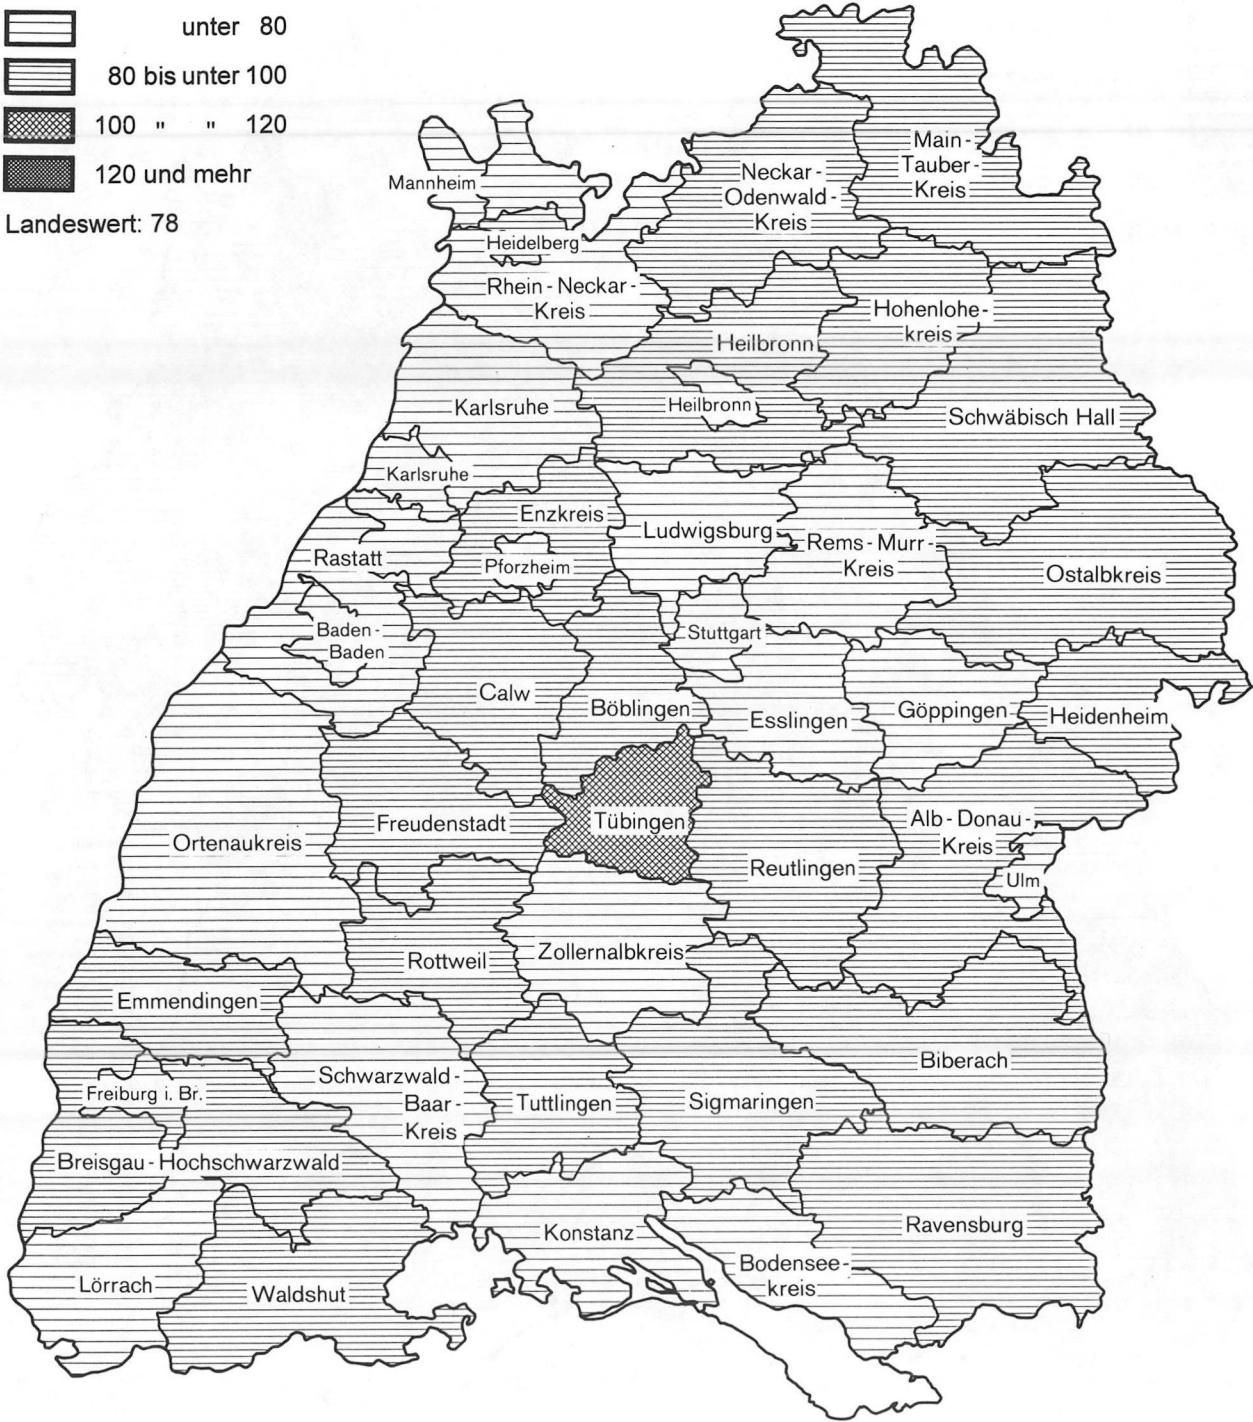 unter 80
80 bis unter 100
100 " " 120
120 und mehr
Landeswert: 78
Main-
Tauber-
Kreis
Neckar-
Odenwald-
Kreis
Mannheim
Heidelberg
Rhein-Neckar-
Kreis
Hohenlohe-
kreis
Heilbronn
Heilbronn
Karlsruhe
Schwäbisch Hall
Karlsruhe
Enzkreis
Ludwigsburg
Rems-Murr-
Kreis
Rastatt
Pforzheim
Ostalbkreis
Baden-
Baden
Stuttgart
Calw
Böblingen
Esslingen
Göppingen
Heidenheim
Tübingen
Freudenstadt
Ortenaukreis
Alb-Donau-
Kreis
Reutlingen
Ulm
Zollernalbkreis
Rottweil
Emmendingen
Biberach
Schwarzwald-
Baar-
Kreis
Freiburg i. Br.
Tuttlingen
Sigmaringen
Breisgau-Hochschwarzwald
Ravensburg
Konstanz
Bodensee-
kreis
Lörrach
Waldshut